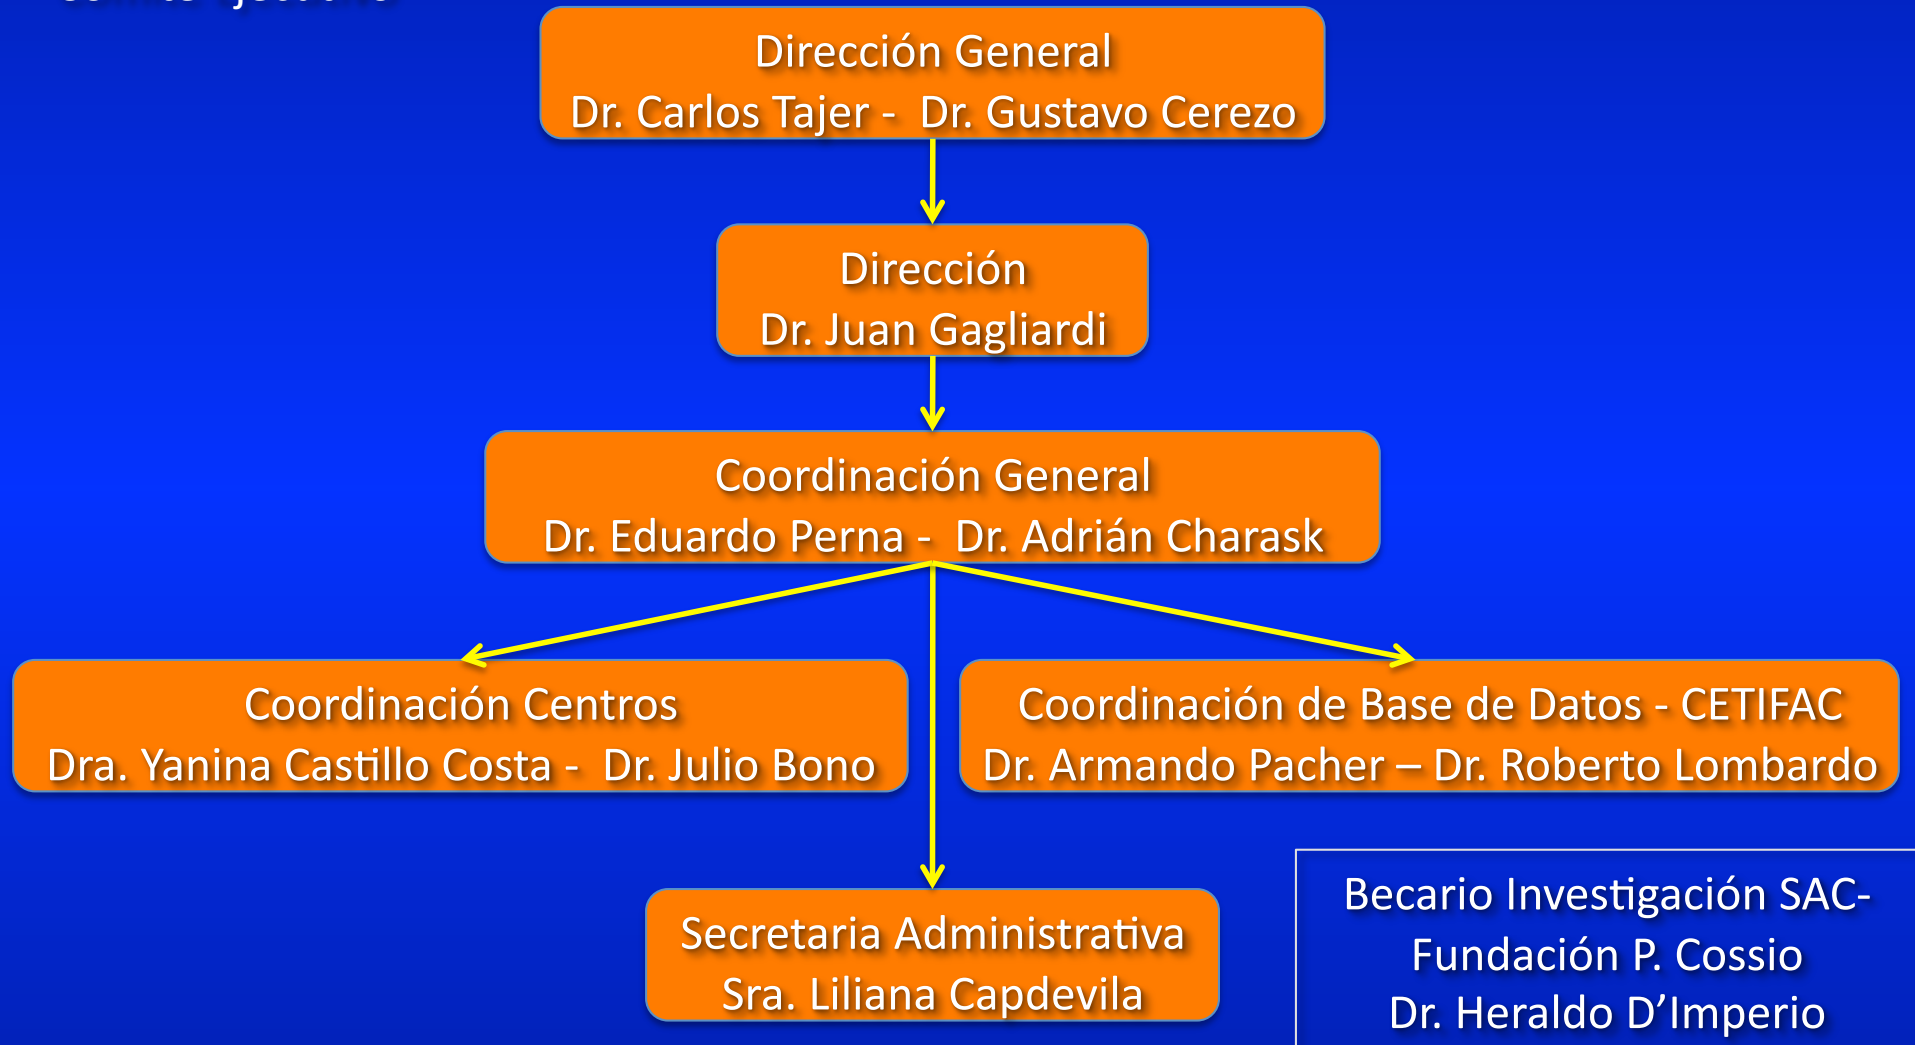 Dirección General
Dr. Carlos Tajer - Dr. Gustavo Cerezo
Dirección
Dr. Juan Gagliardi
Coordinación General
Dr. Eduardo Perna - Dr. Adrián Charask
Coordinación Centros
Dra. Yanina Castillo Costa - Dr. Julio Bono
Coordinación de Base de Datos - CETIFAC
Dr. Armando Pacher – Dr. Roberto Lombardo
Secretaria Administrativa
Sra. Liliana Capdevila
Becario Investigación SAC-
Fundación P. Cossio
Dr. Heraldo D’Imperio